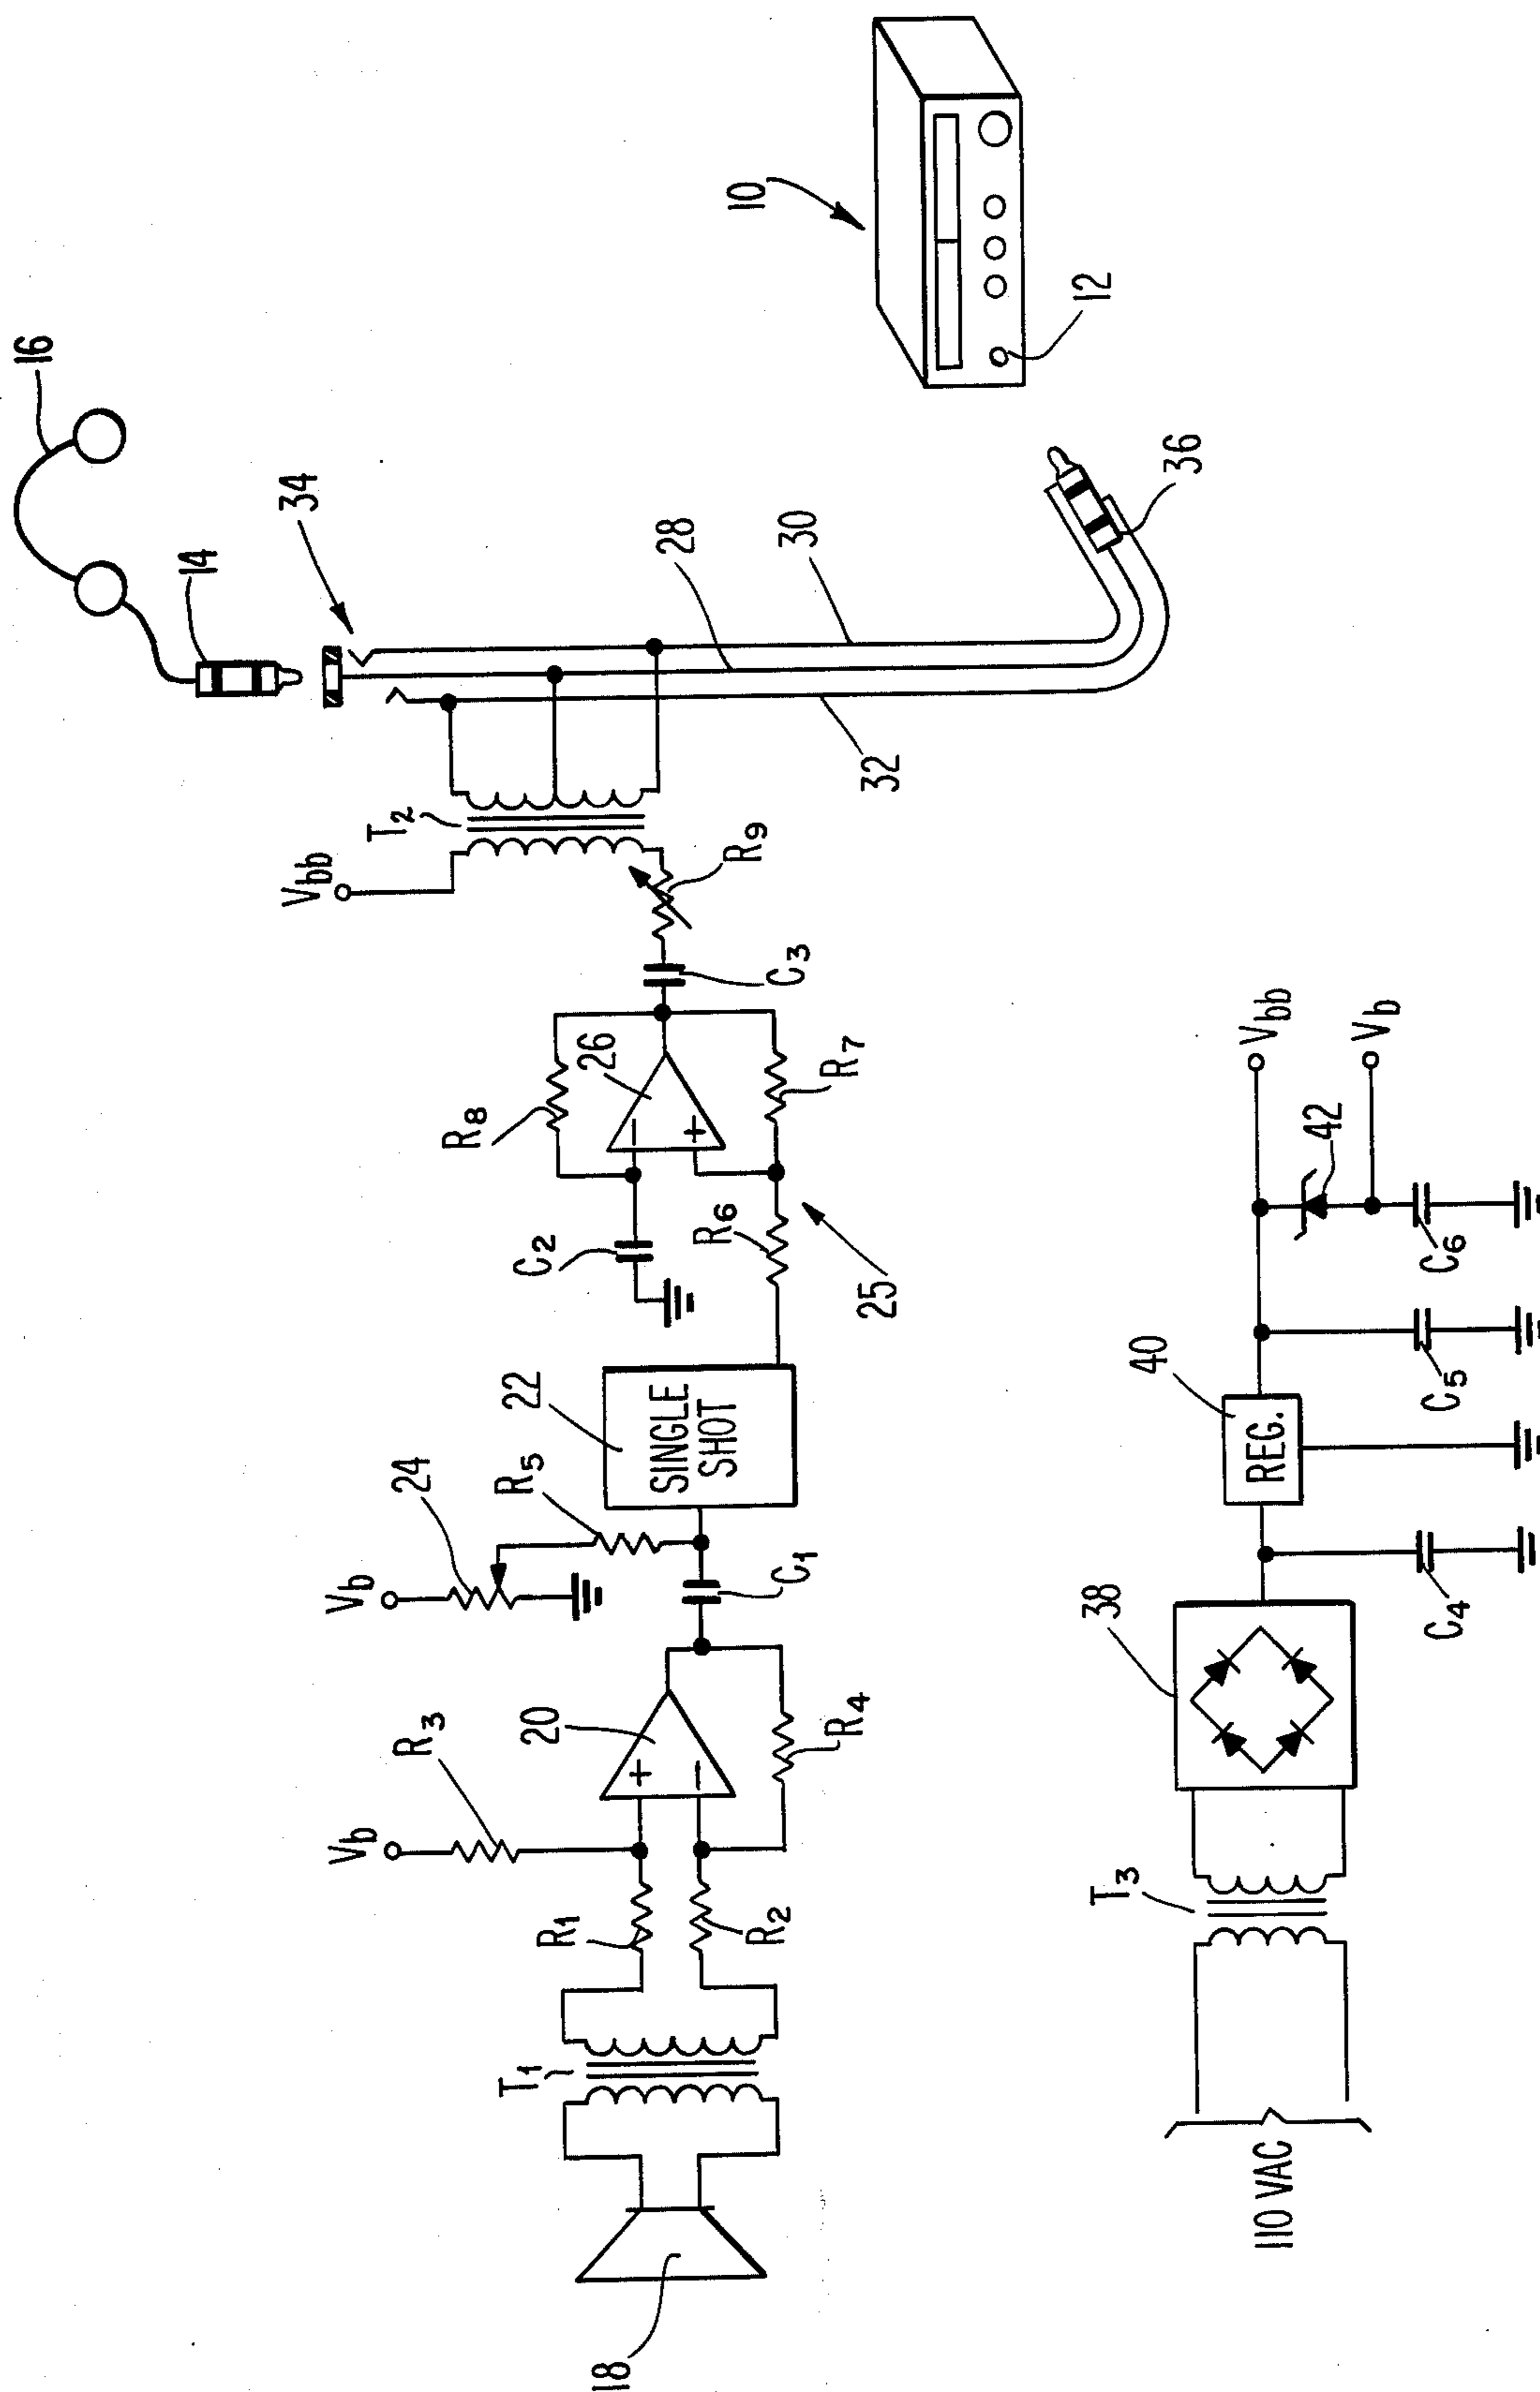 16
14
34
10
12
28
30
32
36
T2
Vbb
R9
C3
R8
26
R7
C2
R6
25
22
SINGLE
SHOT
24
R5
Vb
C1
R3
20
R4
Vb
R1
R2
T1
18
Vbb
Vb
42
C6
C5
40
REG.
C4
38
T3
110 VAC